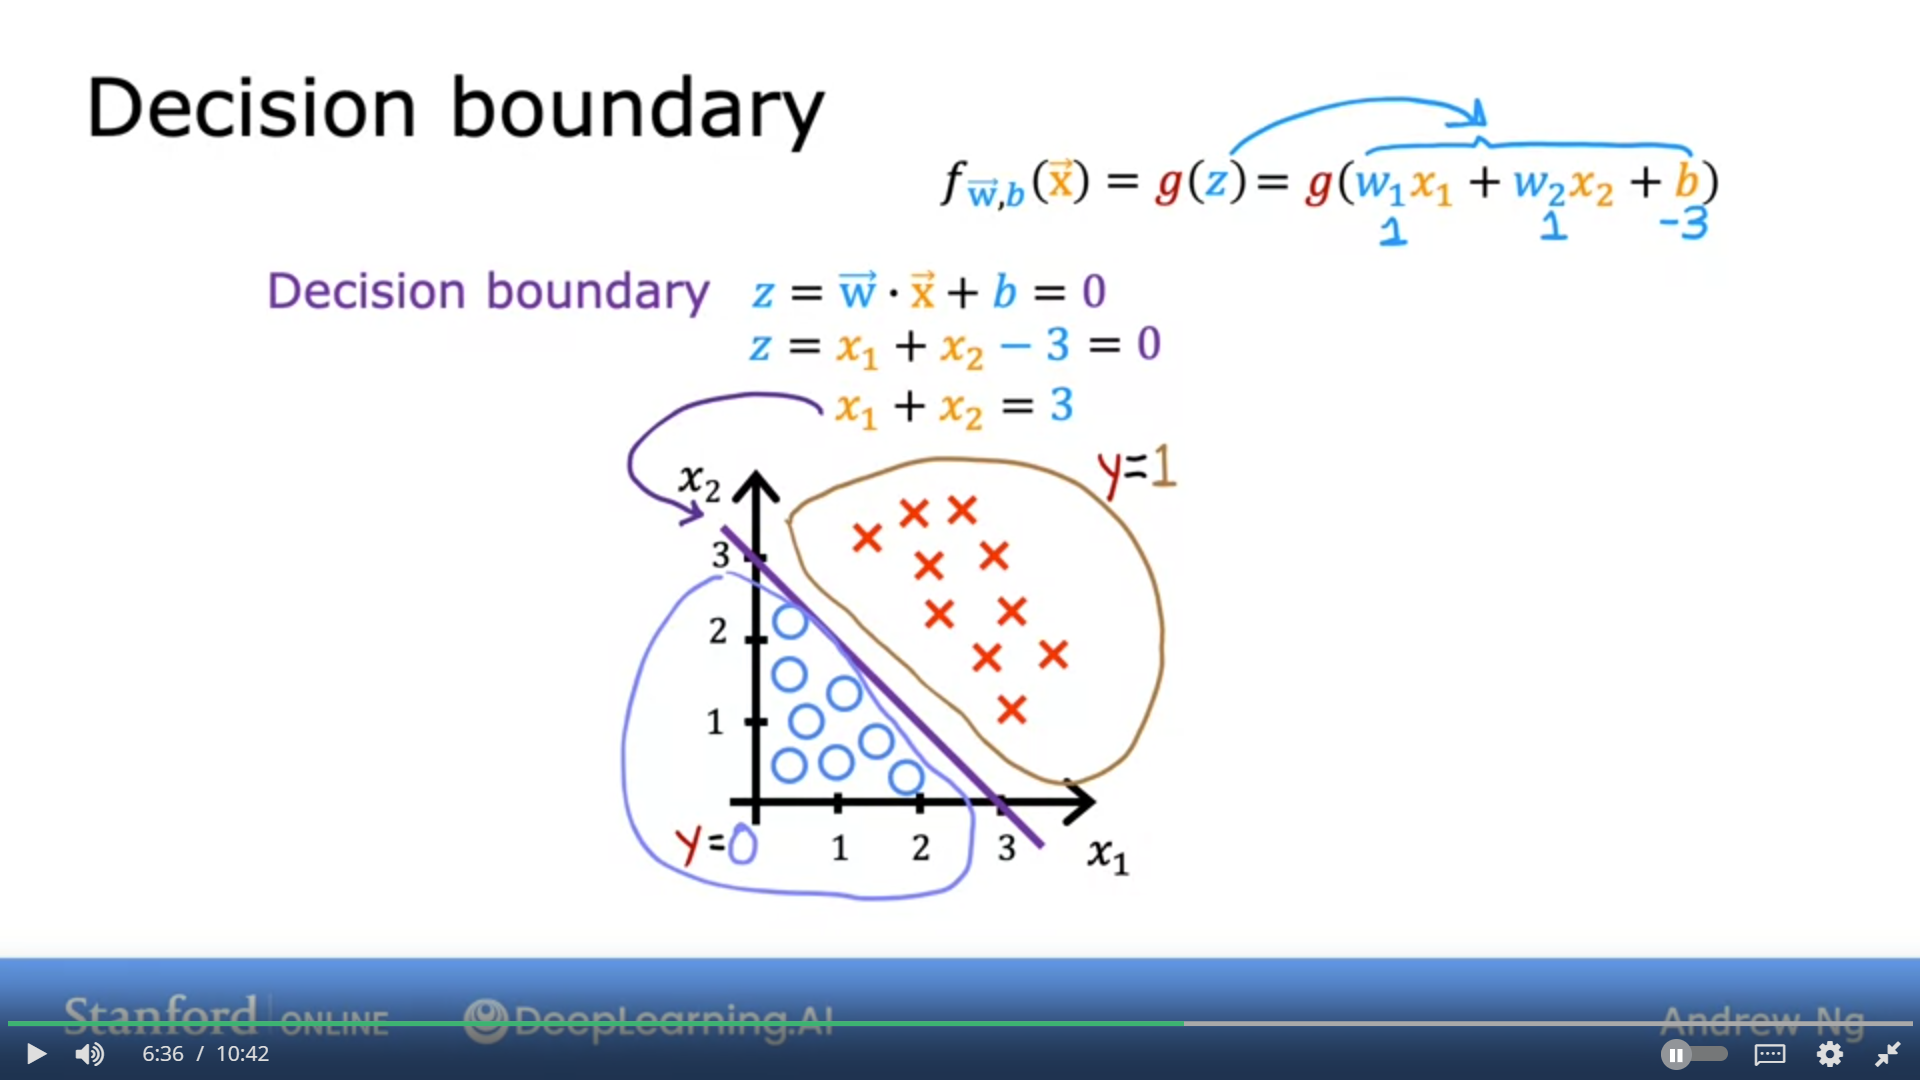 Decision boundary
f w⃗,b (x⃗) = g(z) = g(w₁x₁ + w₂x₂ + b)
1 1 -3
Decision boundary z = w⃗ · x⃗ + b = 0
z = x₁ + x₂ − 3 = 0
x₁ + x₂ = 3
y=1
x₂
3
2
1
y=0
1 2 3
x₁
Stanford ONLINE DeepLearning.AI Andrew Ng
6:36 / 10:42